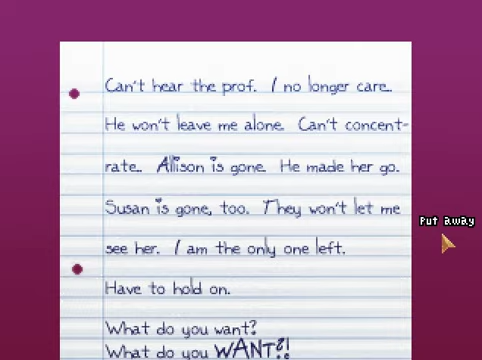 Can't hear the prof. I no longer care.
He won't leave me alone. Can't concent-
rate. Allison is gone. He made her go.
Susan is gone, too. They won't let me
Put away
see her. I am the only one left.
Have to hold on.
What do you want?
What do you WANT?!